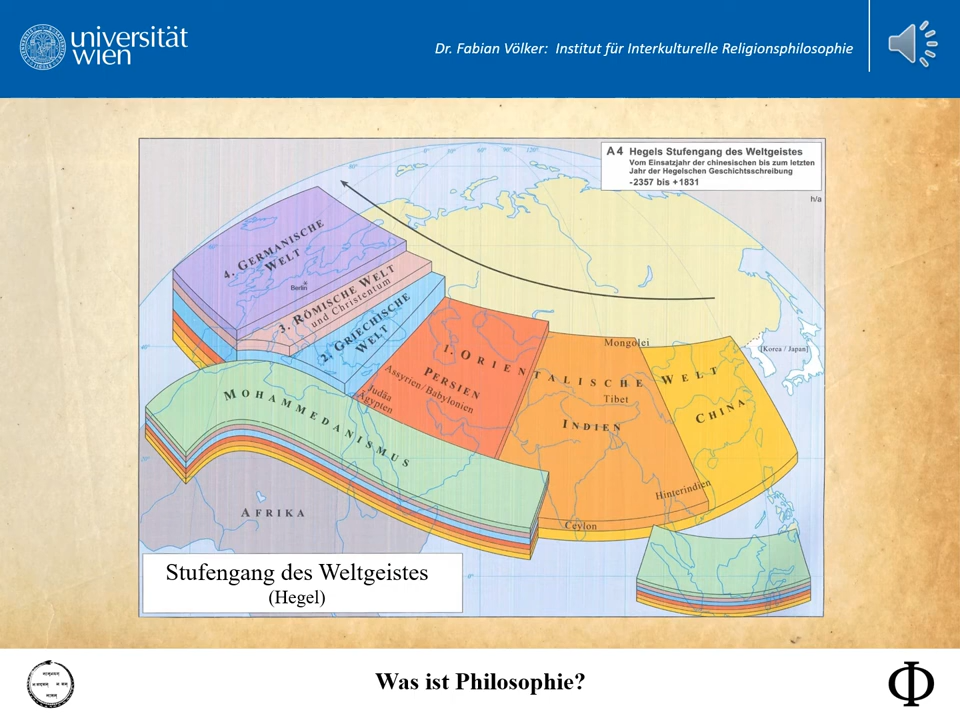 universität
wien
Dr. Fabian Völker: Institut für Interkulturelle Religionsphilosophie
A 4 Hegels Stufengang des Weltgeistes
Vom Einsatzjahr der chinesischen bis zum letzten
Jahr der Hegelschen Geschichtsschreibung
-2357 bis +1831
h/a
4. GERMANISCHE
WELT
Berlin
3. RÖMISCHE WELT
und Christentum
2. GRIECHISCHE
WELT
1. ORIENTALISCHE WELT
PERSIEN
Assyrien/Babylonien
Judäa
Ägypten
Mongolei
Tibet
INDIEN
CHINA
[Korea / Japan]
Hinterindien
Ceylon
MOHAMMEDANISMUS
AFRIKA
Stufengang des Weltgeistes
(Hegel)
Was ist Philosophie?
Φ